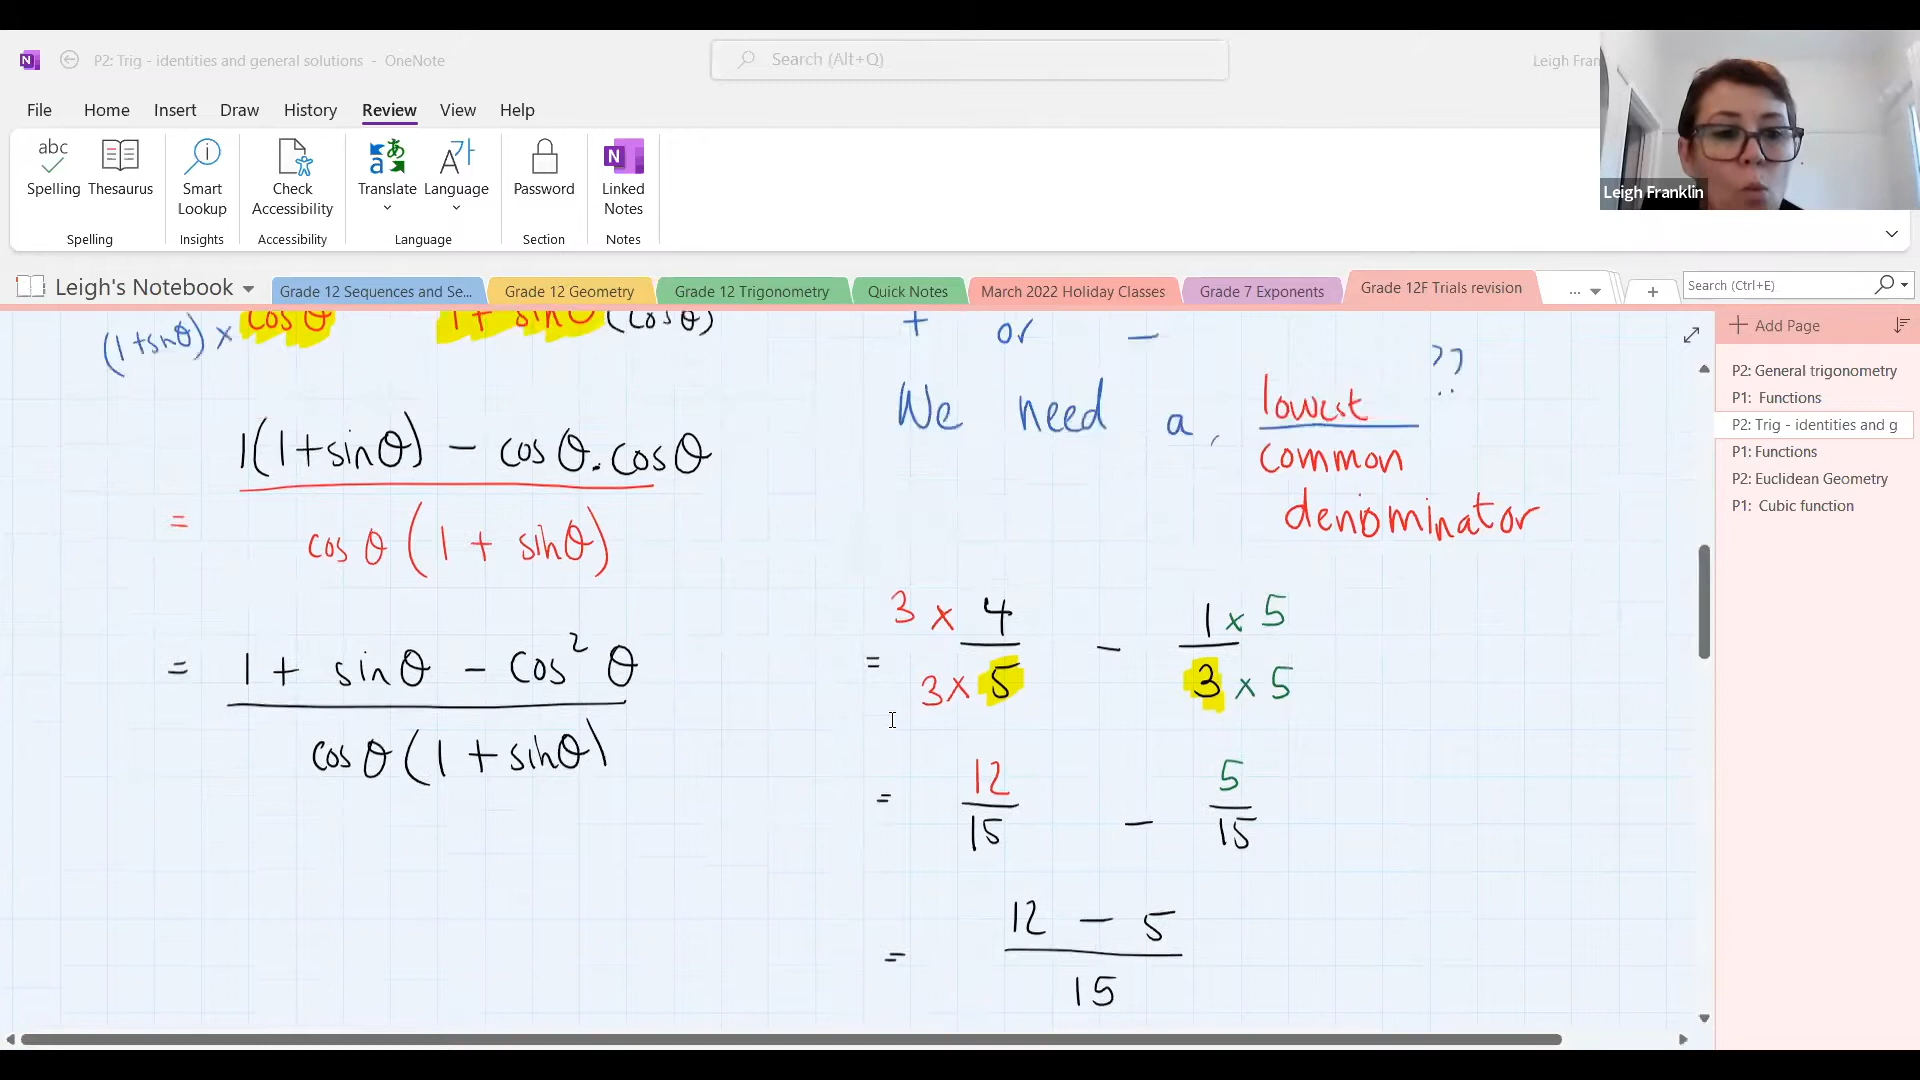 P2: Trig - identities and general solutions - OneNote
Search (Alt+Q)
Leigh Fran
File Home Insert Draw History Review View Help
abc
Spelling Thesaurus Smart Lookup Check Accessibility Translate Language Password Linked Notes
Spelling Insights Accessibility Language Section Notes
Leigh Franklin
Leigh's Notebook Grade 12 Sequences and Se... Grade 12 Geometry Grade 12 Trigonometry Quick Notes March 2022 Holiday Classes Grade 7 Exponents Grade 12F Trials revision ... + Search (Ctrl+E)
(1+sinθ) × cosθ 1 + sinθ (cosθ)
1(1+sinθ) − cosθ.cosθ
= cosθ (1 + sinθ)
= 1 + sinθ − cos² θ
cosθ (1 + sinθ)
+ or −
We need a lowest ??
common
denominator
3 × 4 − 1 × 5
= 3 × 5 3 × 5
= 12 − 5
15 15
= 12 − 5
15
Add Page
P2: General trigonometry
P1: Functions
P2: Trig - identities and g
P1: Functions
P2: Euclidean Geometry
P1: Cubic function